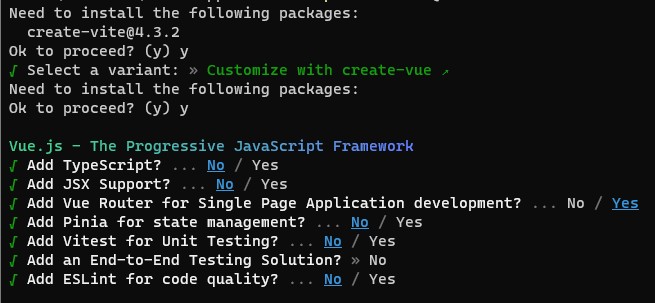 Need to install the following packages:
create-vite@4.3.2
Ok to proceed? (y) y
√ Select a variant: » Customize with create-vue ↗
Need to install the following packages:
Ok to proceed? (y) y
Vue.js - The Progressive JavaScript Framework
√ Add TypeScript? ... No / Yes
√ Add JSX Support? ... No / Yes
√ Add Vue Router for Single Page Application development? ... No / Yes
√ Add Pinia for state management? ... No / Yes
√ Add Vitest for Unit Testing? ... No / Yes
√ Add an End-to-End Testing Solution? » No
√ Add ESLint for code quality? ... No / Yes